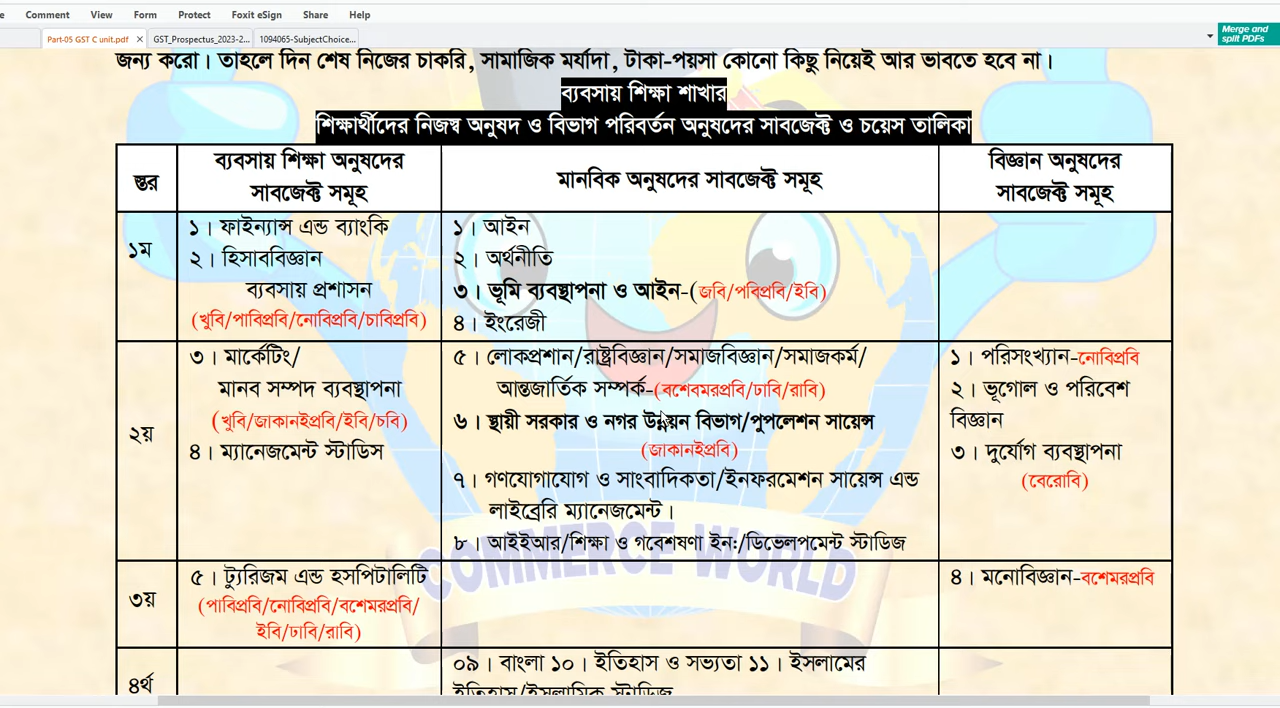 Comment View Form Protect Foxit eSign Share Help
Part-05 GST C unit.pdf × GST_Prospectus_2023-2... 1094065-SubjectChoice...
Merge and
split PDFs
জন্য করো। তাহলে দিন শেষ নিজের চাকরি, সামাজিক মর্যাদা, টাকা-পয়সা কোনো কিছু নিয়েই আর ভাবতে হবে না।
ব্যবসায় শিক্ষা শাখার
শিক্ষার্থীদের নিজস্ব অনুষদ ও বিভাগ পরিবর্তন অনুষদের সাবজেক্ট ও চয়েস তালিকা
স্তর
ব্যবসায় শিক্ষা অনুষদের
সাবজেক্ট সমূহ
মানবিক অনুষদের সাবজেক্ট সমূহ
বিজ্ঞান অনুষদের
সাবজেক্ট সমূহ
১ম
১। ফাইন্যান্স এন্ড ব্যাংকি
২। হিসাববিজ্ঞান
ব্যবসায় প্রশাসন
(খুবি/পাবিপ্রবি/নোবিপ্রবি/চাবিপ্রবি)
১। আইন
২। অর্থনীতি
৩। ভূমি ব্যবস্থাপনা ও আইন-(জবি/পবিপ্রবি/ইবি)
৪। ইংরেজী
২য়
৩। মার্কেটিং/
মানব সম্পদ ব্যবস্থাপনা
(খুবি/জাকানইপ্রবি/ইবি/চবি)
৪। ম্যানেজমেন্ট স্টাডিস
৫। লোকপ্রশান/রাষ্ট্রবিজ্ঞান/সমাজবিজ্ঞান/সমাজকর্ম/
আন্তজার্তিক সম্পর্ক-(বশেবমরপ্রবি/ঢাবি/রাবি)
৬। স্থায়ী সরকার ও নগর উন্নয়ন বিভাগ/পুপলেশন সায়েন্স
(জাকানইপ্রবি)
৭। গণযোগাযোগ ও সাংবাদিকতা/ইনফরমেশন সায়েন্স এন্ড
লাইব্রেরি ম্যানেজমেন্ট।
৮। আইইআর/শিক্ষা ও গবেশষণা ইন:/ডিভেলপমেন্ট স্টাডিজ
১। পরিসংখ্যান-নোবিপ্রবি
২। ভূগোল ও পরিবেশ
বিজ্ঞান
৩। দুর্যোগ ব্যবস্থাপনা
(বেরোবি)
৩য়
৫। ট্যুরিজম এন্ড হসপিটালিটি
(পাবিপ্রবি/নোবিপ্রবি/বশেমরপ্রবি/
ইবি/ঢাবি/রাবি)
৪। মনোবিজ্ঞান-বশেমরপ্রবি
৪র্থ
০৯। বাংলা ১০। ইতিহাস ও সভ্যতা ১১। ইসলামের
ইতিহাস/ইসলামিক স্টাডিজ
COMMERCE WORLD